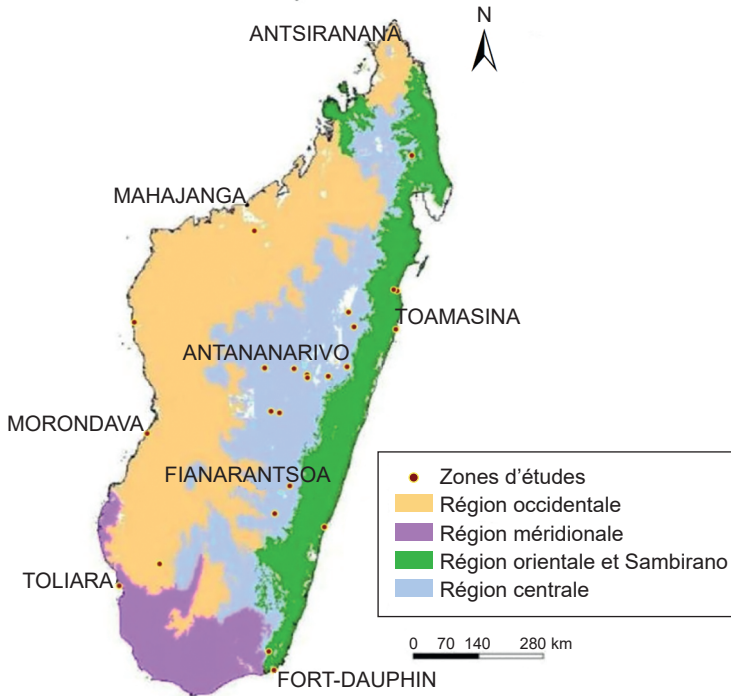 N
ANTSIRANANA
MAHAJANGA
TOAMASINA
ANTANANARIVO
MORONDAVA
FIANARANTSOA
TOLIARA
FORT-DAUPHIN
Zones d'études
Région occidentale
Région méridionale
Région orientale et Sambirano
Région centrale
0 70 140 280 km